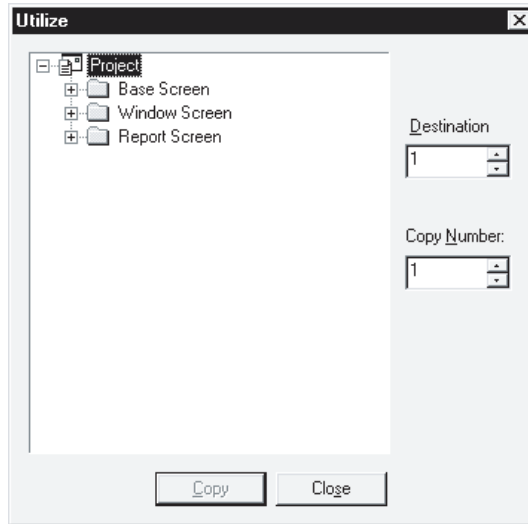 Utilize
Project
Base Screen
Window Screen
Report Screen
Destination
1
Copy Number:
1
Copy
Close